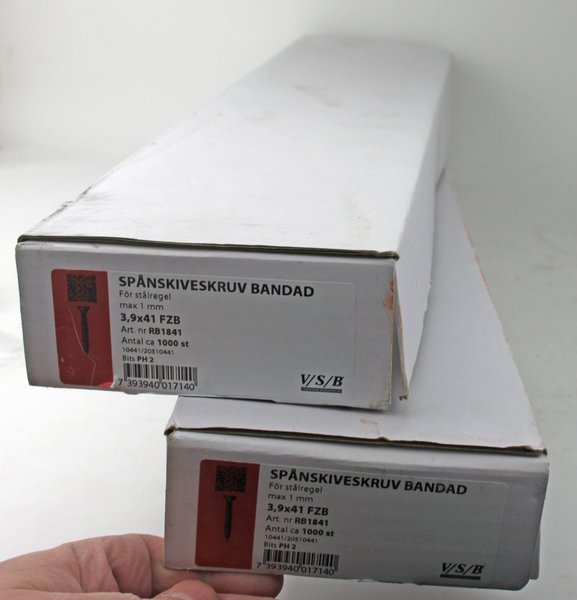 SPÅNSKIVESKRUV BANDAD
För stålregel
max 1 mm
3,9x41 FZB
Art. nr RB1841
Antal ca 1000 st
10441/20510441
Bits PH 2
7 393940 017140
V/S/B
SPÅNSKIVESKRUV BANDAD
För stålregel
max 1 mm
3,9x41 FZB
Art. nr RB1841
Antal ca 1000 st
10441/20510441
Bits PH 2
7 393940 017140
V/S/B